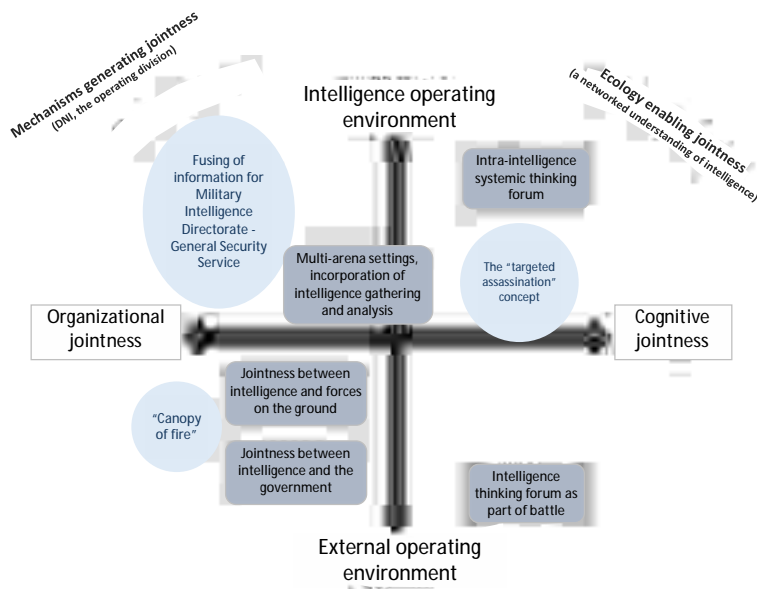 Mechanisms generating jointness
(DNI, the operating division)
Ecology enabling jointness
(a networked understanding of intelligence)
Intelligence operating
environment
Fusing of
information for
Military
Intelligence
Directorate -
General Security
Service
Intra-intelligence
systemic thinking
forum
Multi-arena settings,
incorporation of
intelligence gathering
and analysis
The “targeted
assassination”
concept
Organizational
jointness
Cognitive
jointness
Jointness between
intelligence and forces
on the ground
“Canopy
of fire”
Jointness between
intelligence and the
government
Intelligence
thinking forum as
part of battle
External operating
environment